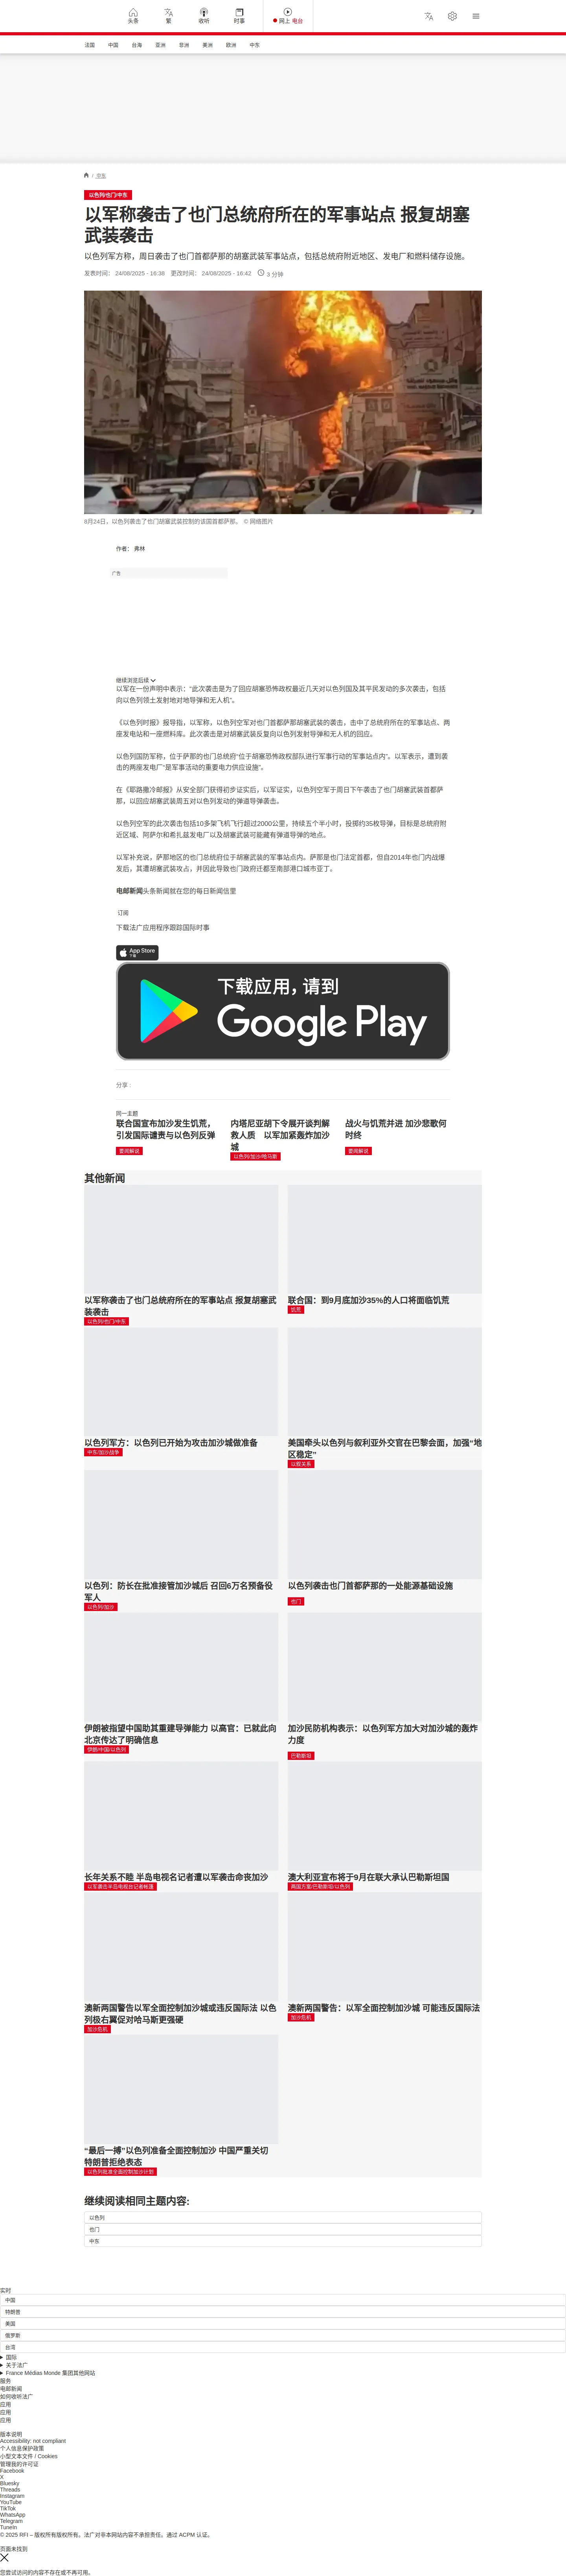 头条
繁
收听
时事
网上 电台
法国
中国
台海
亚洲
非洲
美洲
欧洲
中东
/ 中东
以色列/也门/中东
以军称袭击了也门总统府所在的军事站点 报复胡塞
武装袭击
以色列军方称，周日袭击了也门首都萨那的胡塞武装军事站点，包括总统府附近地区、发电厂和燃料储存设施。
发表时间： 24/08/2025 - 16:38 更改时间： 24/08/2025 - 16:42 3 分钟
8月24日，以色列袭击了也门胡塞武装控制的该国首都萨那。 © 网络图片
作者： 弗林
广告
继续浏览后续
以军在一份声明中表示：“此次袭击是为了回应胡塞恐怖政权最近几天对以色列国及其平民发动的多次袭击，包括
向以色列领土发射地对地导弹和无人机”。
《以色列时报》报导指，以军称，以色列空军对也门首都萨那胡塞武装的袭击，击中了总统府所在的军事站点、两
座发电站和一座燃料库。此次袭击是对胡塞武装反复向以色列发射导弹和无人机的回应。
以色列国防军称，位于萨那的也门总统府“位于胡塞恐怖政权部队进行军事行动的军事站点内”。以军表示，遭到袭
击的两座发电厂“是军事活动的重要电力供应设施”。
在《耶路撒冷邮报》从安全部门获得初步证实后，以军证实，以色列空军于周日下午袭击了也门胡塞武装首都萨
那，以回应胡塞武装周五对以色列发动的弹道导弹袭击。
以色列空军的此次袭击包括10多架飞机飞行超过2000公里，持续五个半小时，投掷约35枚导弹，目标是总统府附
近区域、阿萨尔和希扎兹发电厂以及胡塞武装可能藏有弹道导弹的地点。
以军补充说，萨那地区的也门总统府位于胡塞武装的军事站点内。萨那是也门法定首都，但自2014年也门内战爆
发后，其遭胡塞武装攻占，并因此导致也门政府迁都至南部港口城市亚丁。
电邮新闻头条新闻就在您的每日新闻信里
订阅
下载法广应用程序跟踪国际时事
App Store
下载
下载应用，请到
Google Play
分享 :
同一主题
联合国宣布加沙发生饥荒，
引发国际谴责与以色列反弹
要闻解说
内塔尼亚胡下令展开谈判解
救人质 以军加紧轰炸加沙
城
以色列/加沙/哈马斯
战火与饥荒并进 加沙悲歌何
时终
要闻解说
其他新闻
以军称袭击了也门总统府所在的军事站点 报复胡塞武
装袭击
以色列/也门/中东
联合国：到9月底加沙35%的人口将面临饥荒
饥荒
以色列军方：以色列已开始为攻击加沙城做准备
中东/加沙战争
美国牵头以色列与叙利亚外交官在巴黎会面，加强“地
区稳定”
以叙关系
以色列：防长在批准接管加沙城后 召回6万名预备役
军人
以色列/加沙
以色列袭击也门首都萨那的一处能源基础设施
也门
伊朗被指望中国助其重建导弹能力 以高官：已就此向
北京传达了明确信息
伊朗/中国/以色列
加沙民防机构表示：以色列军方加大对加沙城的轰炸
力度
巴勒斯坦
长年关系不睦 半岛电视名记者遭以军袭击命丧加沙
以军袭击半岛电视台记者帐篷
澳大利亚宣布将于9月在联大承认巴勒斯坦国
两国方案/巴勒斯坦/以色列
澳新两国警告以军全面控制加沙城或违反国际法 以色
列极右翼促对哈马斯更强硬
加沙危机
澳新两国警告：以军全面控制加沙城 可能违反国际法
加沙危机
“最后一搏”以色列准备全面控制加沙 中国严重关切
特朗普拒绝表态
以色列批准全面控制加沙计划
继续阅读相同主题内容:
以色列
也门
中东
实时
中国
特朗普
美国
俄罗斯
台湾
国际
关于法广
France Médias Monde 集团其他网站
服务
电邮新闻
如何收听法广
应用
应用
应用
版本说明
Accessibility: not compliant
个人信息保护政策
小型文本文件 / Cookies
管理我的许可证
Facebook
X
Bluesky
Threads
Instagram
YouTube
TikTok
WhatsApp
Telegram
TuneIn
© 2025 RFI – 版权所有版权所有。法广对非本网站内容不承担责任。通过 ACPM 认证。
页面未找到
您尝试访问的内容不存在或不再可用。